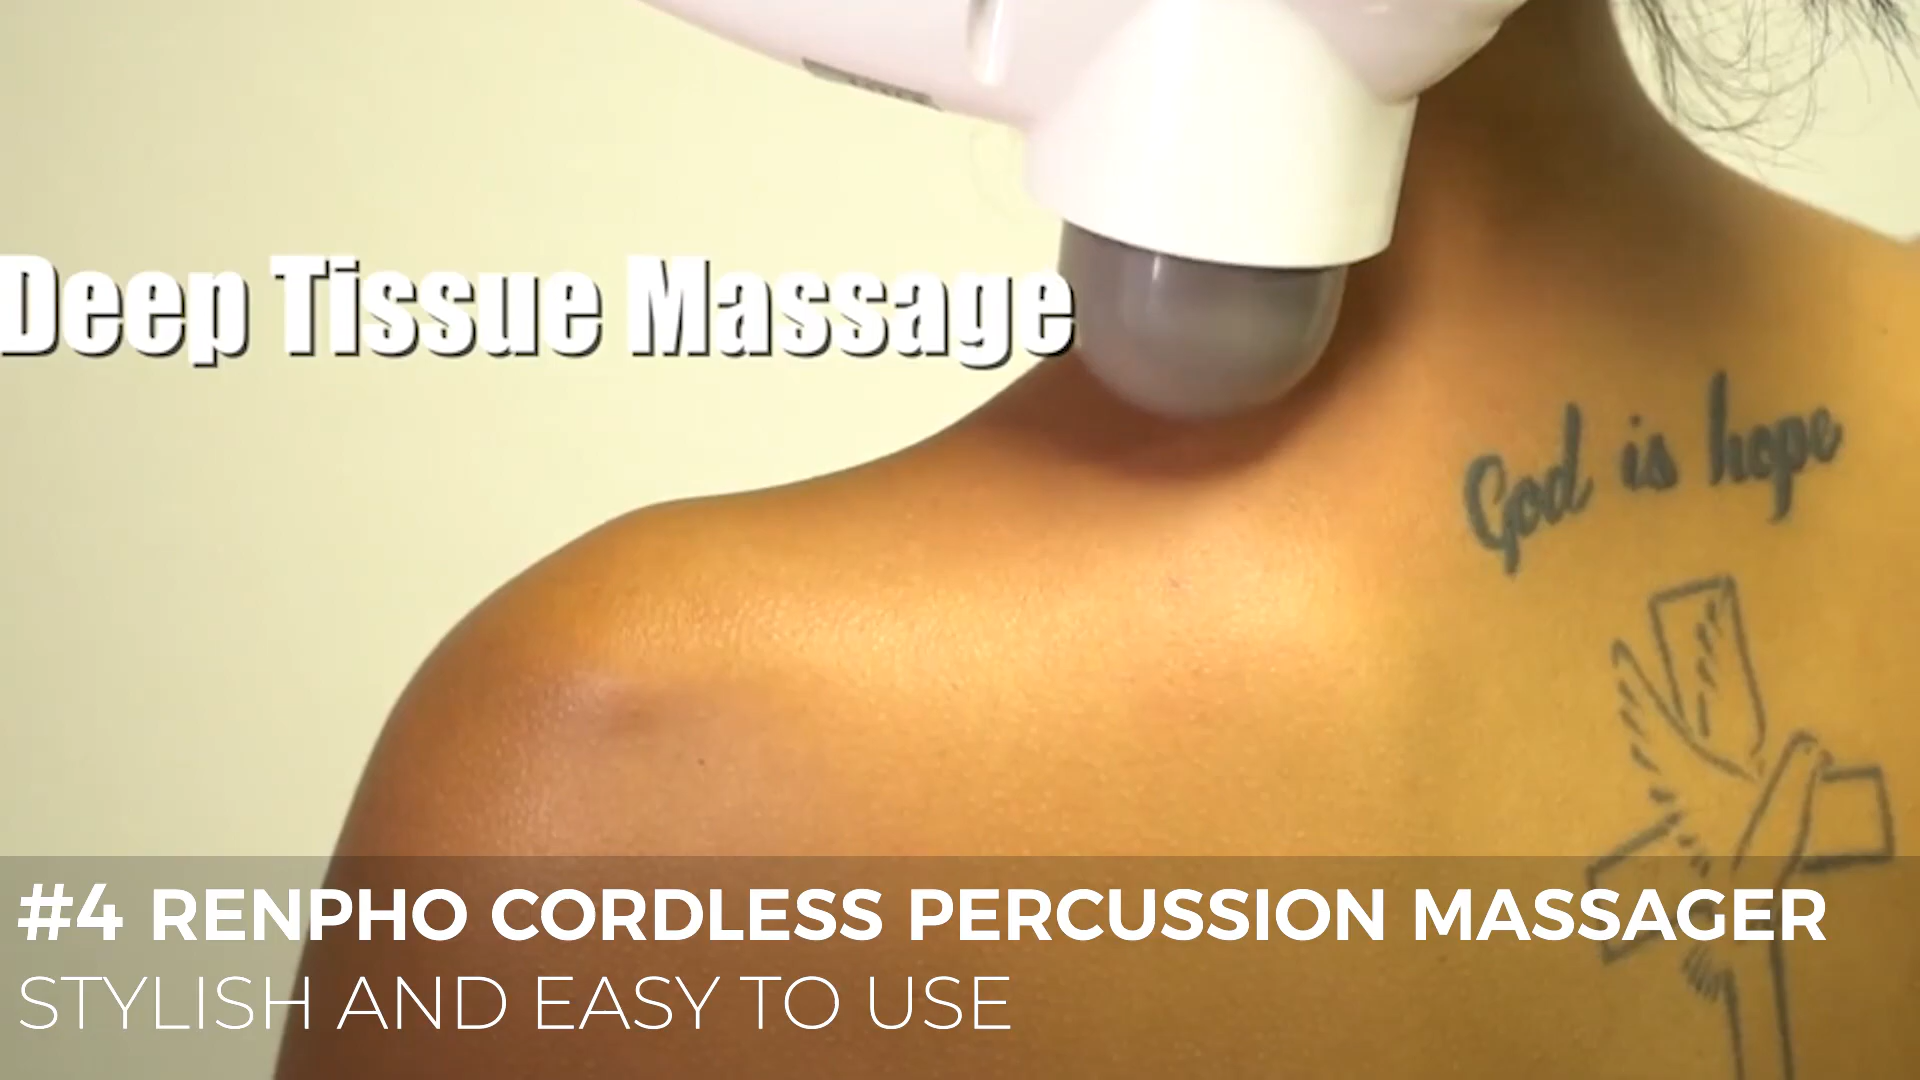 Deep Tissue Massage
God is hope
#4 RENPHO CORDLESS PERCUSSION MASSAGER
STYLISH AND EASY TO USE